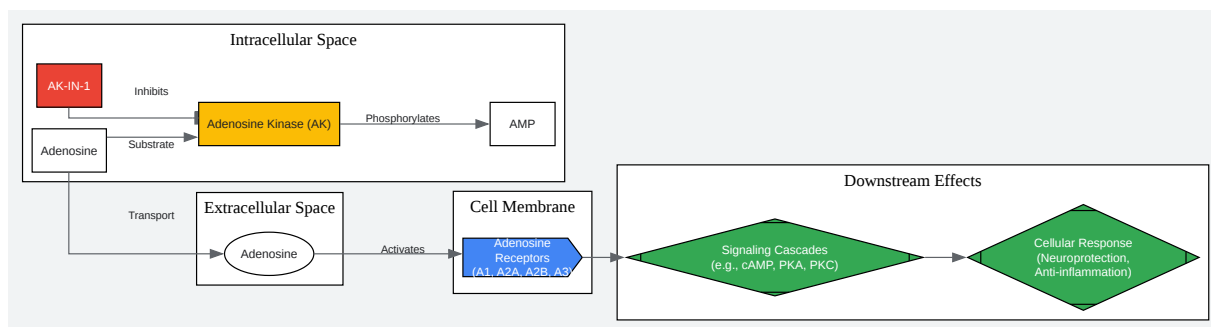 Intracellular Space
AK-IN-1
Inhibits
Adenosine Kinase (AK)
Phosphorylates
AMP
Adenosine
Substrate
Transport
Extracellular Space
Adenosine
Activates
Cell Membrane
Adenosine
Receptors
(A1, A2A, A2B, A3)
Downstream Effects
Signaling Cascades
(e.g., cAMP, PKA, PKC)
Cellular Response
(Neuroprotection,
Anti-inflammation)